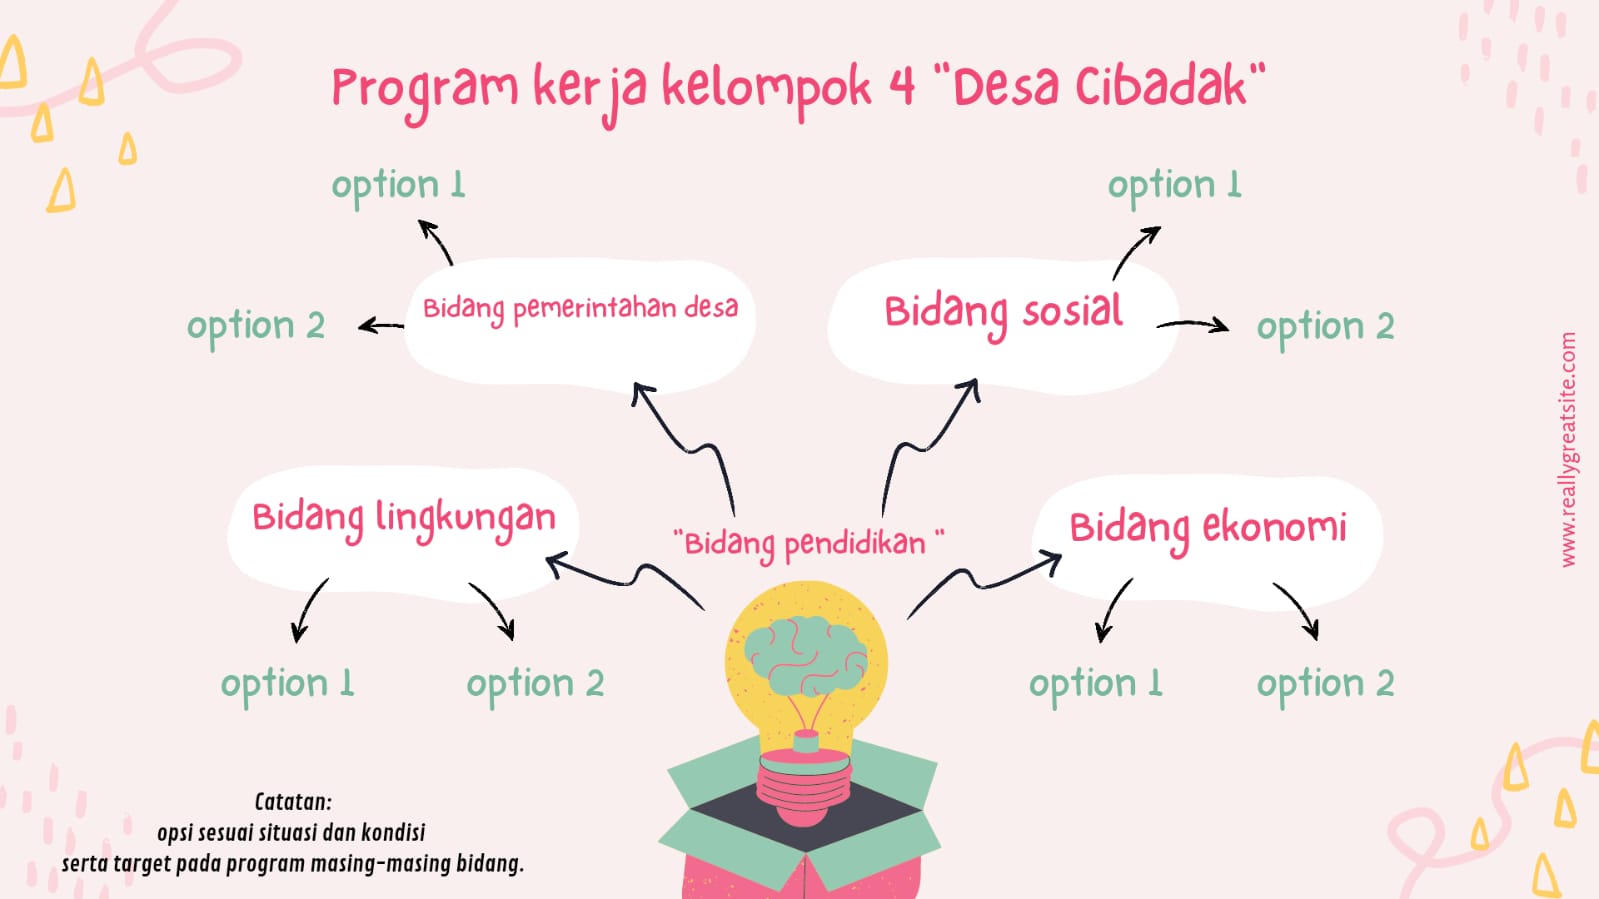 Program kerja kelompok 4 "Desa Cibadak"
option 1
option 1
Bidang pemerintahan desa
Bidang sosial
option 2
option 2
www.reallygreatsite.com
Bidang lingkungan
"Bidang pendidikan "
Bidang ekonomi
option 1
option 2
option 1
option 2
Catatan:
opsi sesuai situasi dan kondisi
serta target pada program masing-masing bidang.